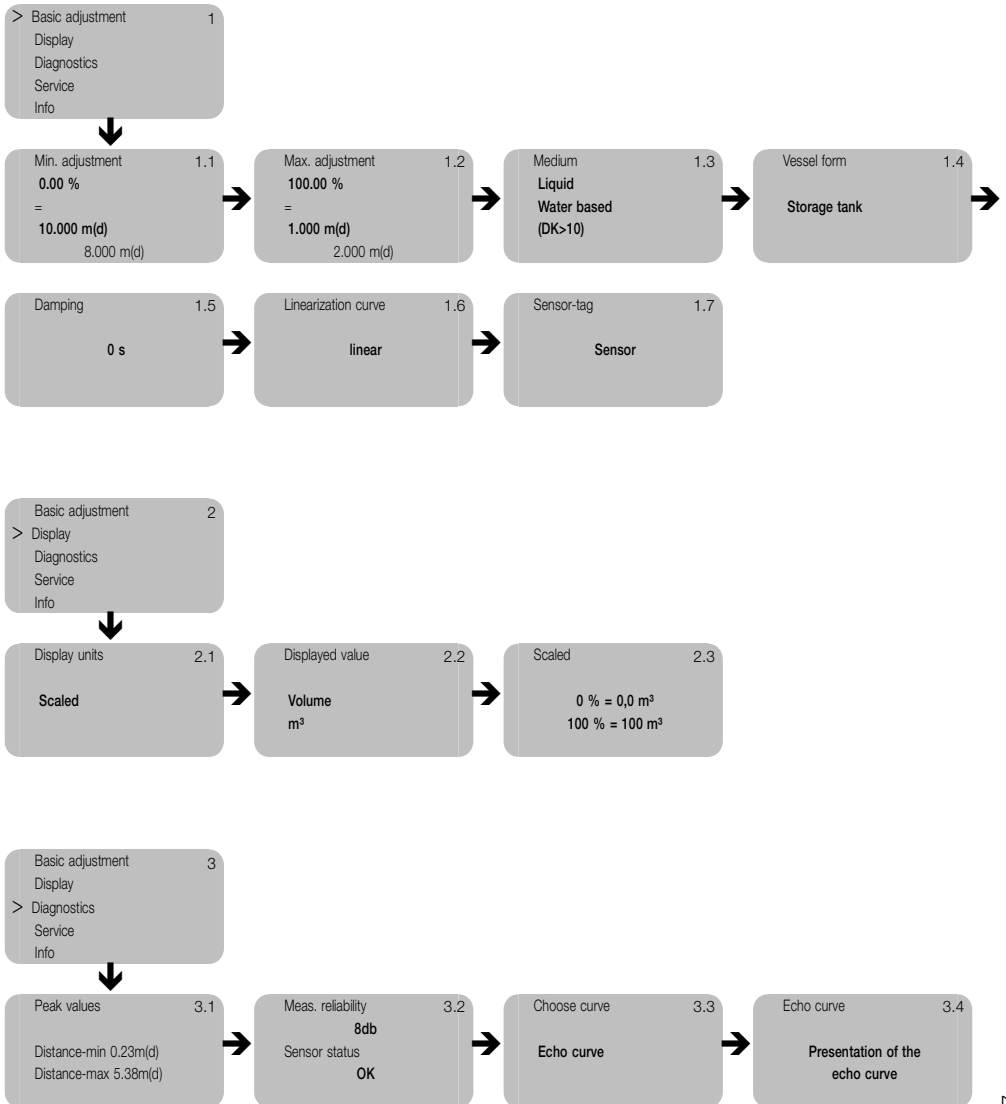 > Basic adjustment 1
Display
Diagnostics
Service
Info
Min. adjustment 1.1
0.00 %
=
10.000 m(d)
8.000 m(d)
Max. adjustment 1.2
100.00 %
=
1.000 m(d)
2.000 m(d)
Medium 1.3
Liquid
Water based
(DK>10)
Vessel form 1.4
Storage tank
Damping 1.5
0 s
Linearization curve 1.6
linear
Sensor-tag 1.7
Sensor
Basic adjustment 2
> Display
Diagnostics
Service
Info
Display units 2.1
Scaled
Displayed value 2.2
Volume
m³
Scaled 2.3
0 % = 0,0 m³
100 % = 100 m³
Basic adjustment 3
Display
> Diagnostics
Service
Info
Peak values 3.1
Distance-min 0.23m(d)
Distance-max 5.38m(d)
Meas. reliability 3.2
8db
Sensor status
OK
Choose curve 3.3
Echo curve
Echo curve 3.4
Presentation of the
echo curve